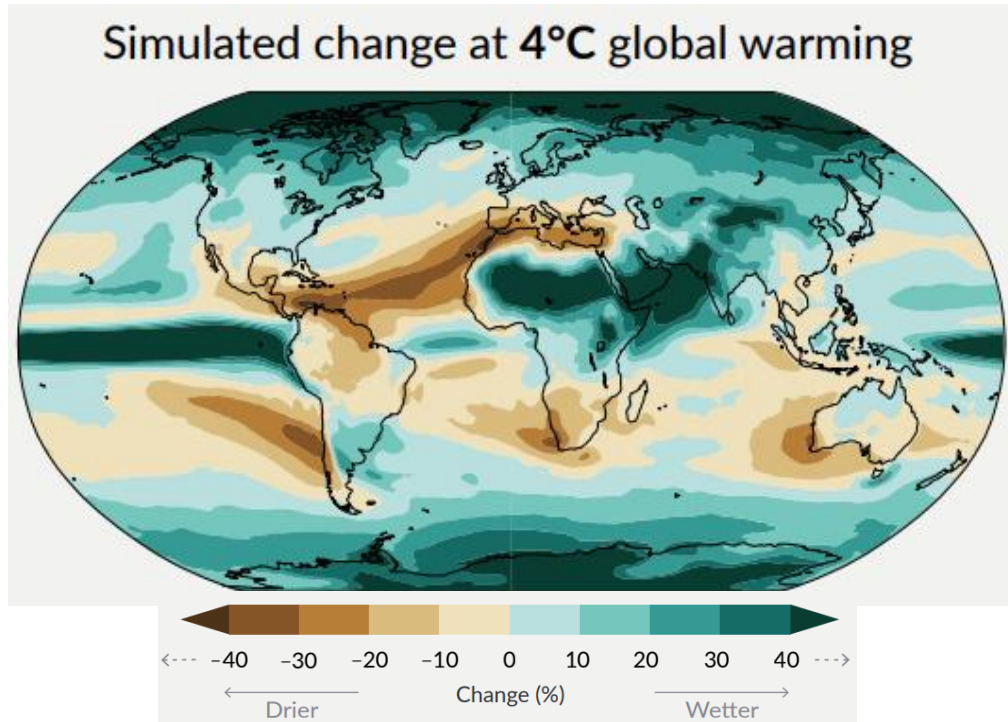 Simulated change at 4°C global warming
–40 –30 –20 –10 0 10 20 30 40
Change (%)
Drier Wetter